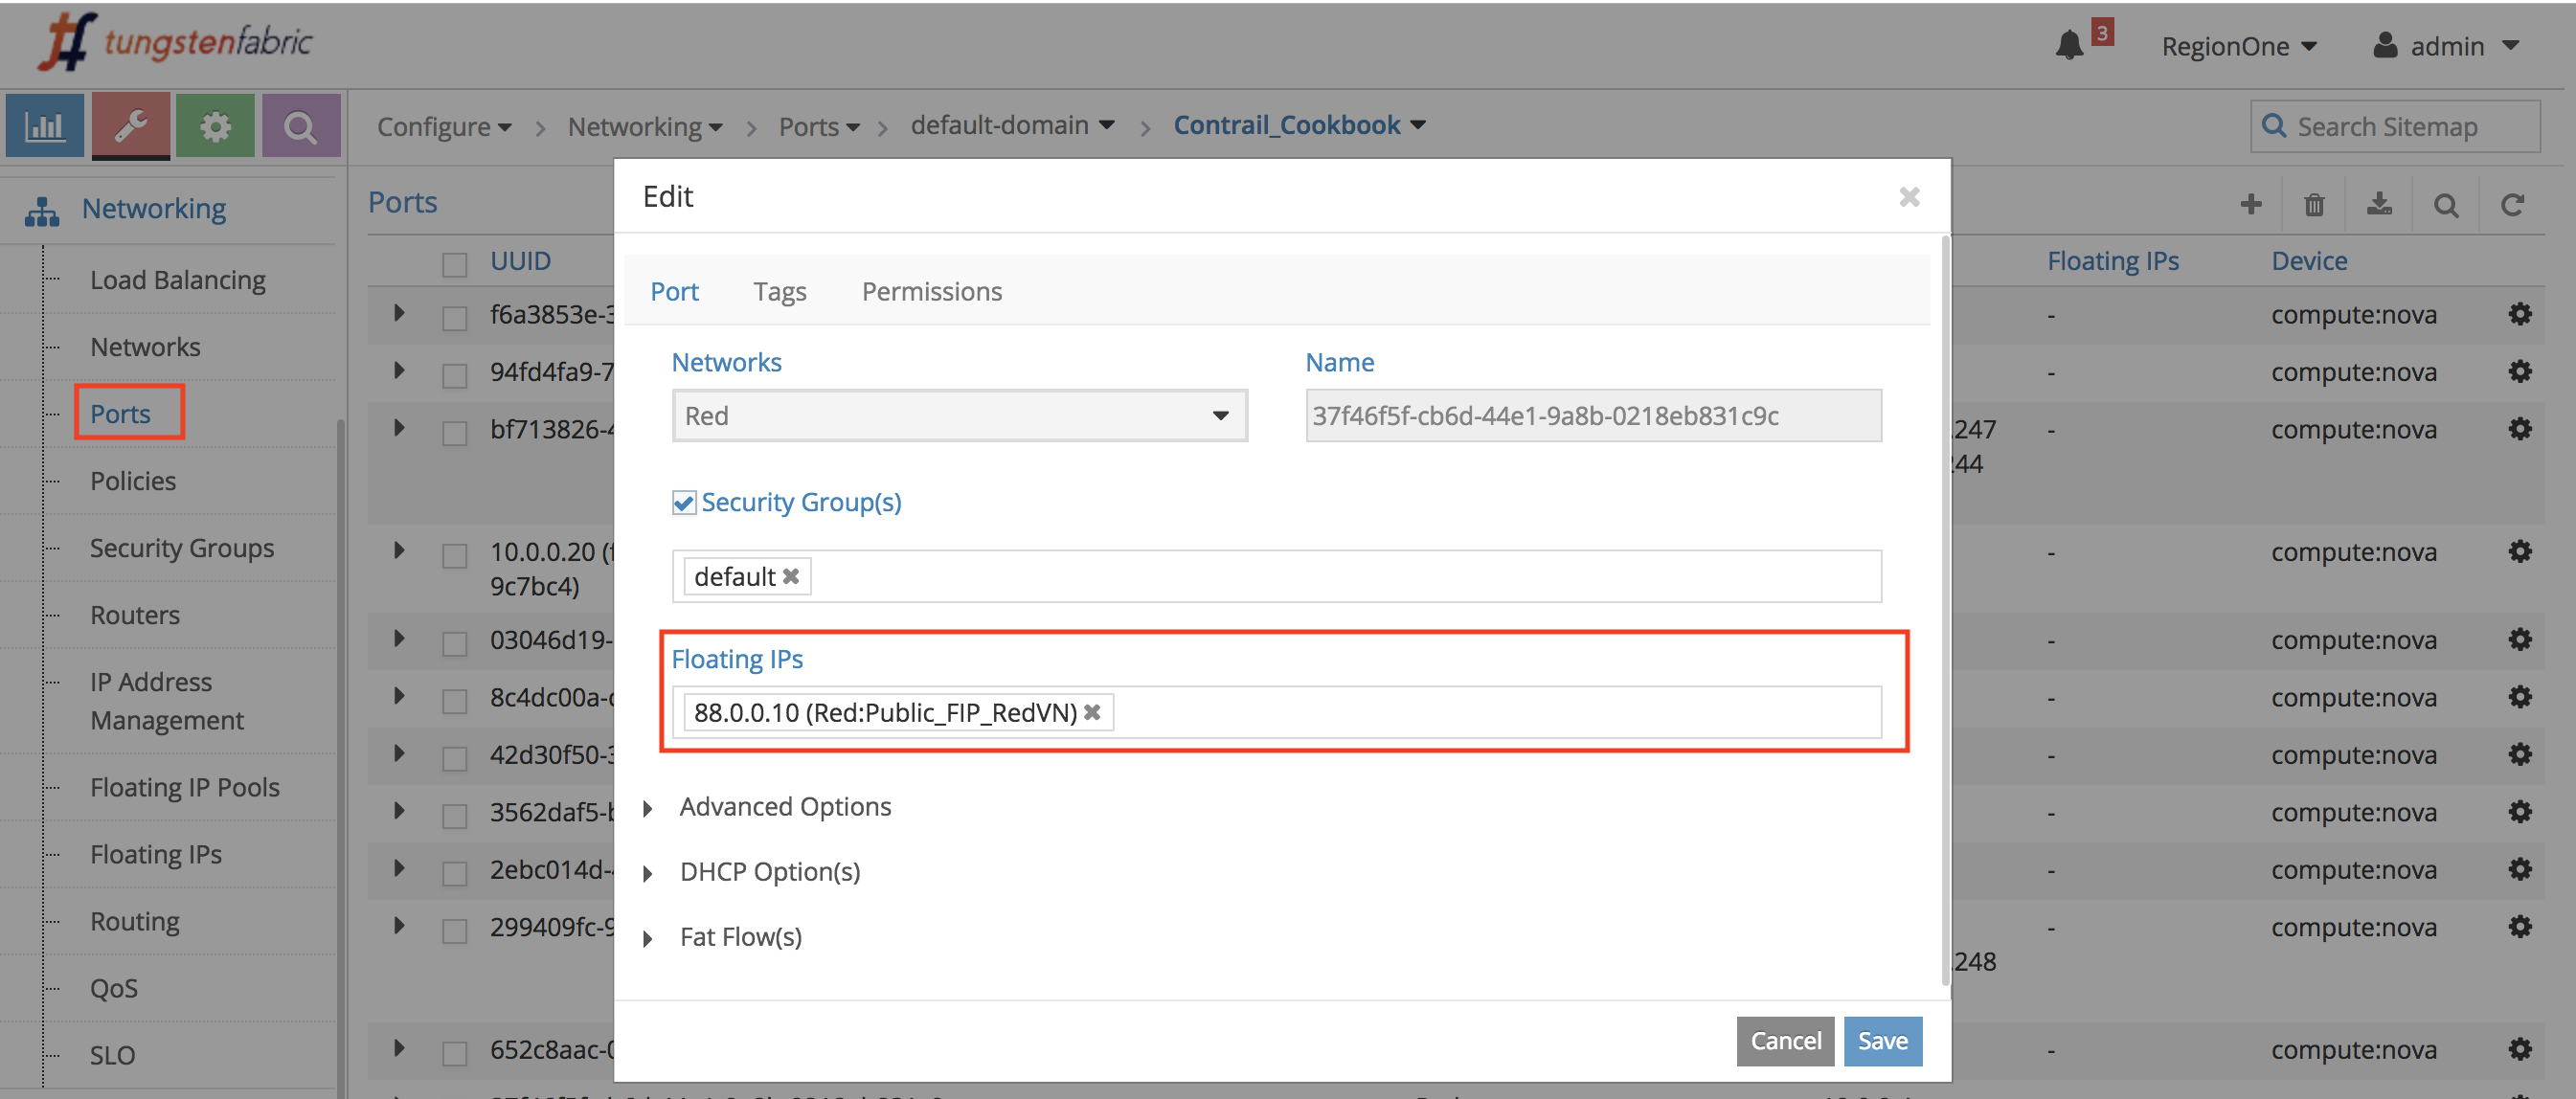 tungstenfabric
3
RegionOne
admin
Configure
Networking
Ports
default-domain
Contrail_Cookbook
Search Sitemap
Networking
Load Balancing
Networks
Ports
Policies
Security Groups
Routers
IP Address
Management
Floating IP Pools
Floating IPs
Routing
QoS
SLO
Ports
UUID
Floating IPs
Device
f6a3853e-3
- compute:nova
94fd4fa9-7
- compute:nova
bf713826-4
.247 - compute:nova
244
10.0.0.20 (f
- compute:nova
9c7bc4)
03046d19-
- compute:nova
8c4dc00a-c
- compute:nova
42d30f50-3
- compute:nova
3562daf5-b
- compute:nova
2ebc014d-4
- compute:nova
299409fc-9
- compute:nova
.248
652c8aac-0
- compute:nova
Edit
Port Tags Permissions
Networks
Red
Name
37f46f5f-cb6d-44e1-9a8b-0218eb831c9c
Security Group(s)
default
Floating IPs
88.0.0.10 (Red:Public_FIP_RedVN)
Advanced Options
DHCP Option(s)
Fat Flow(s)
Cancel
Save